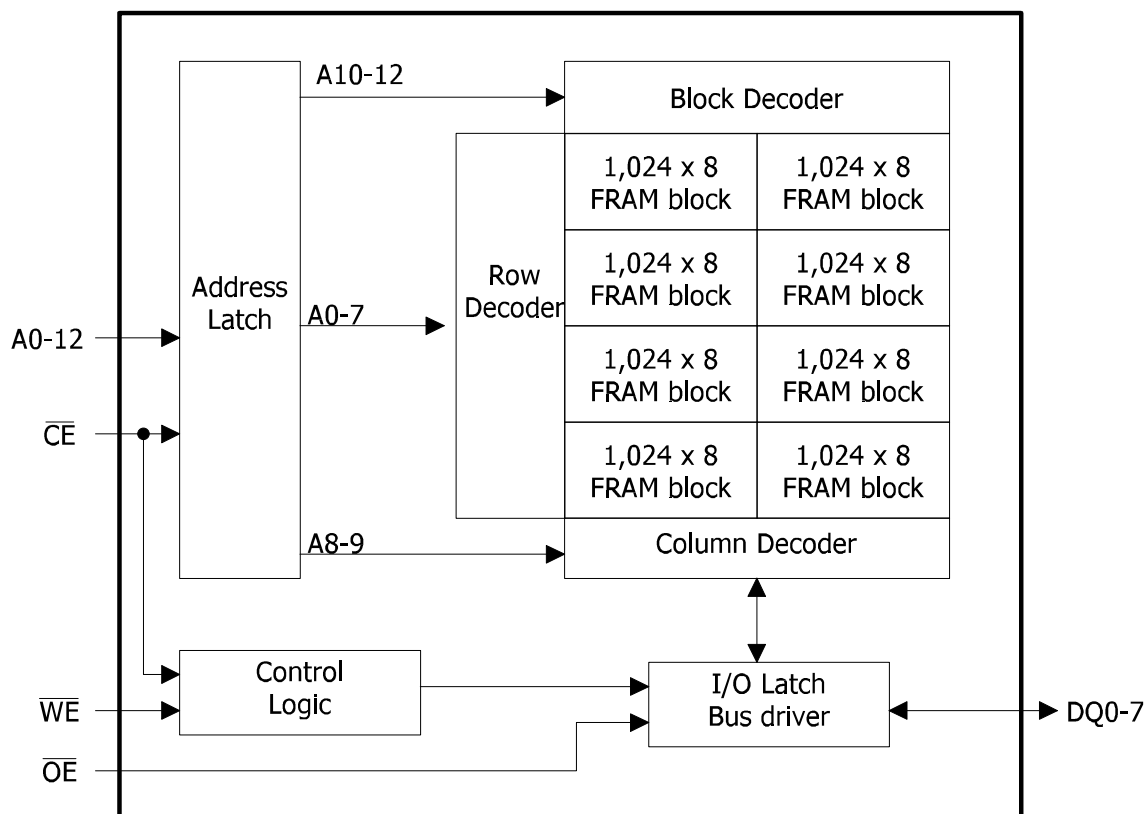 A10-12
Block Decoder
1,024 x 8
FRAM block
1,024 x 8
FRAM block
1,024 x 8
FRAM block
1,024 x 8
FRAM block
Row
Decoder
Address
Latch
A0-7
A0-12
1,024 x 8
FRAM block
1,024 x 8
FRAM block
C̅E̅
1,024 x 8
FRAM block
1,024 x 8
FRAM block
A8-9
Column Decoder
Control
Logic
I/O Latch
Bus driver
W̅E̅
DQ0-7
O̅E̅